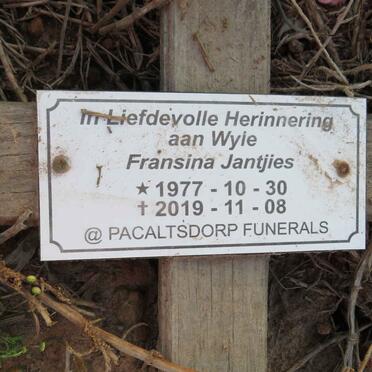 In Liefdevolle Herinnering
aan Wyle
Fransina Jantjies
★ 1977 - 10 - 30
✝ 2019 - 11 - 08
@ PACALTSDORP FUNERALS